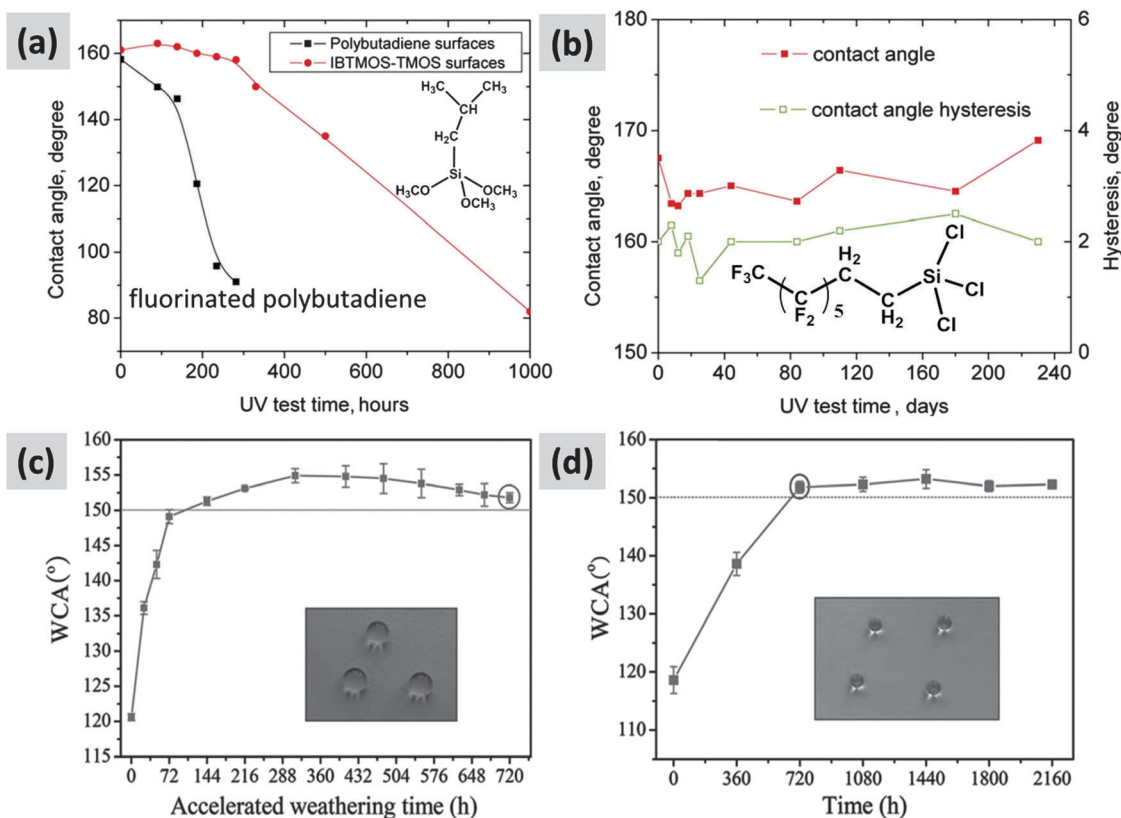 (a)
Polybutadiene surfaces
IBTMOS-TMOS surfaces
H₃C
CH₃
CH
H₂C
Si
H₃CO
OCH₃
OCH₃
fluorinated polybutadiene
Contact angle, degree
160
140
120
100
80
0
200
400
600
800
1000
UV test time, hours
(b)
contact angle
contact angle hysteresis
Contact angle, degree
180
170
160
150
Hysteresis, degree
6
4
2
0
F₃C
F₂
5
H₂
C
C
C
H₂
Si
Cl
Cl
Cl
0
40
80
120
160
200
240
UV test time, days
(c)
WCA(°)
160
155
150
145
140
135
130
125
120
115
0 72 144 216 288 360 432 504 576 648 720
Accelerated weathering time (h)
(d)
WCA(°)
160
150
140
130
120
110
0 360 720 1080 1440 1800 2160
Time (h)